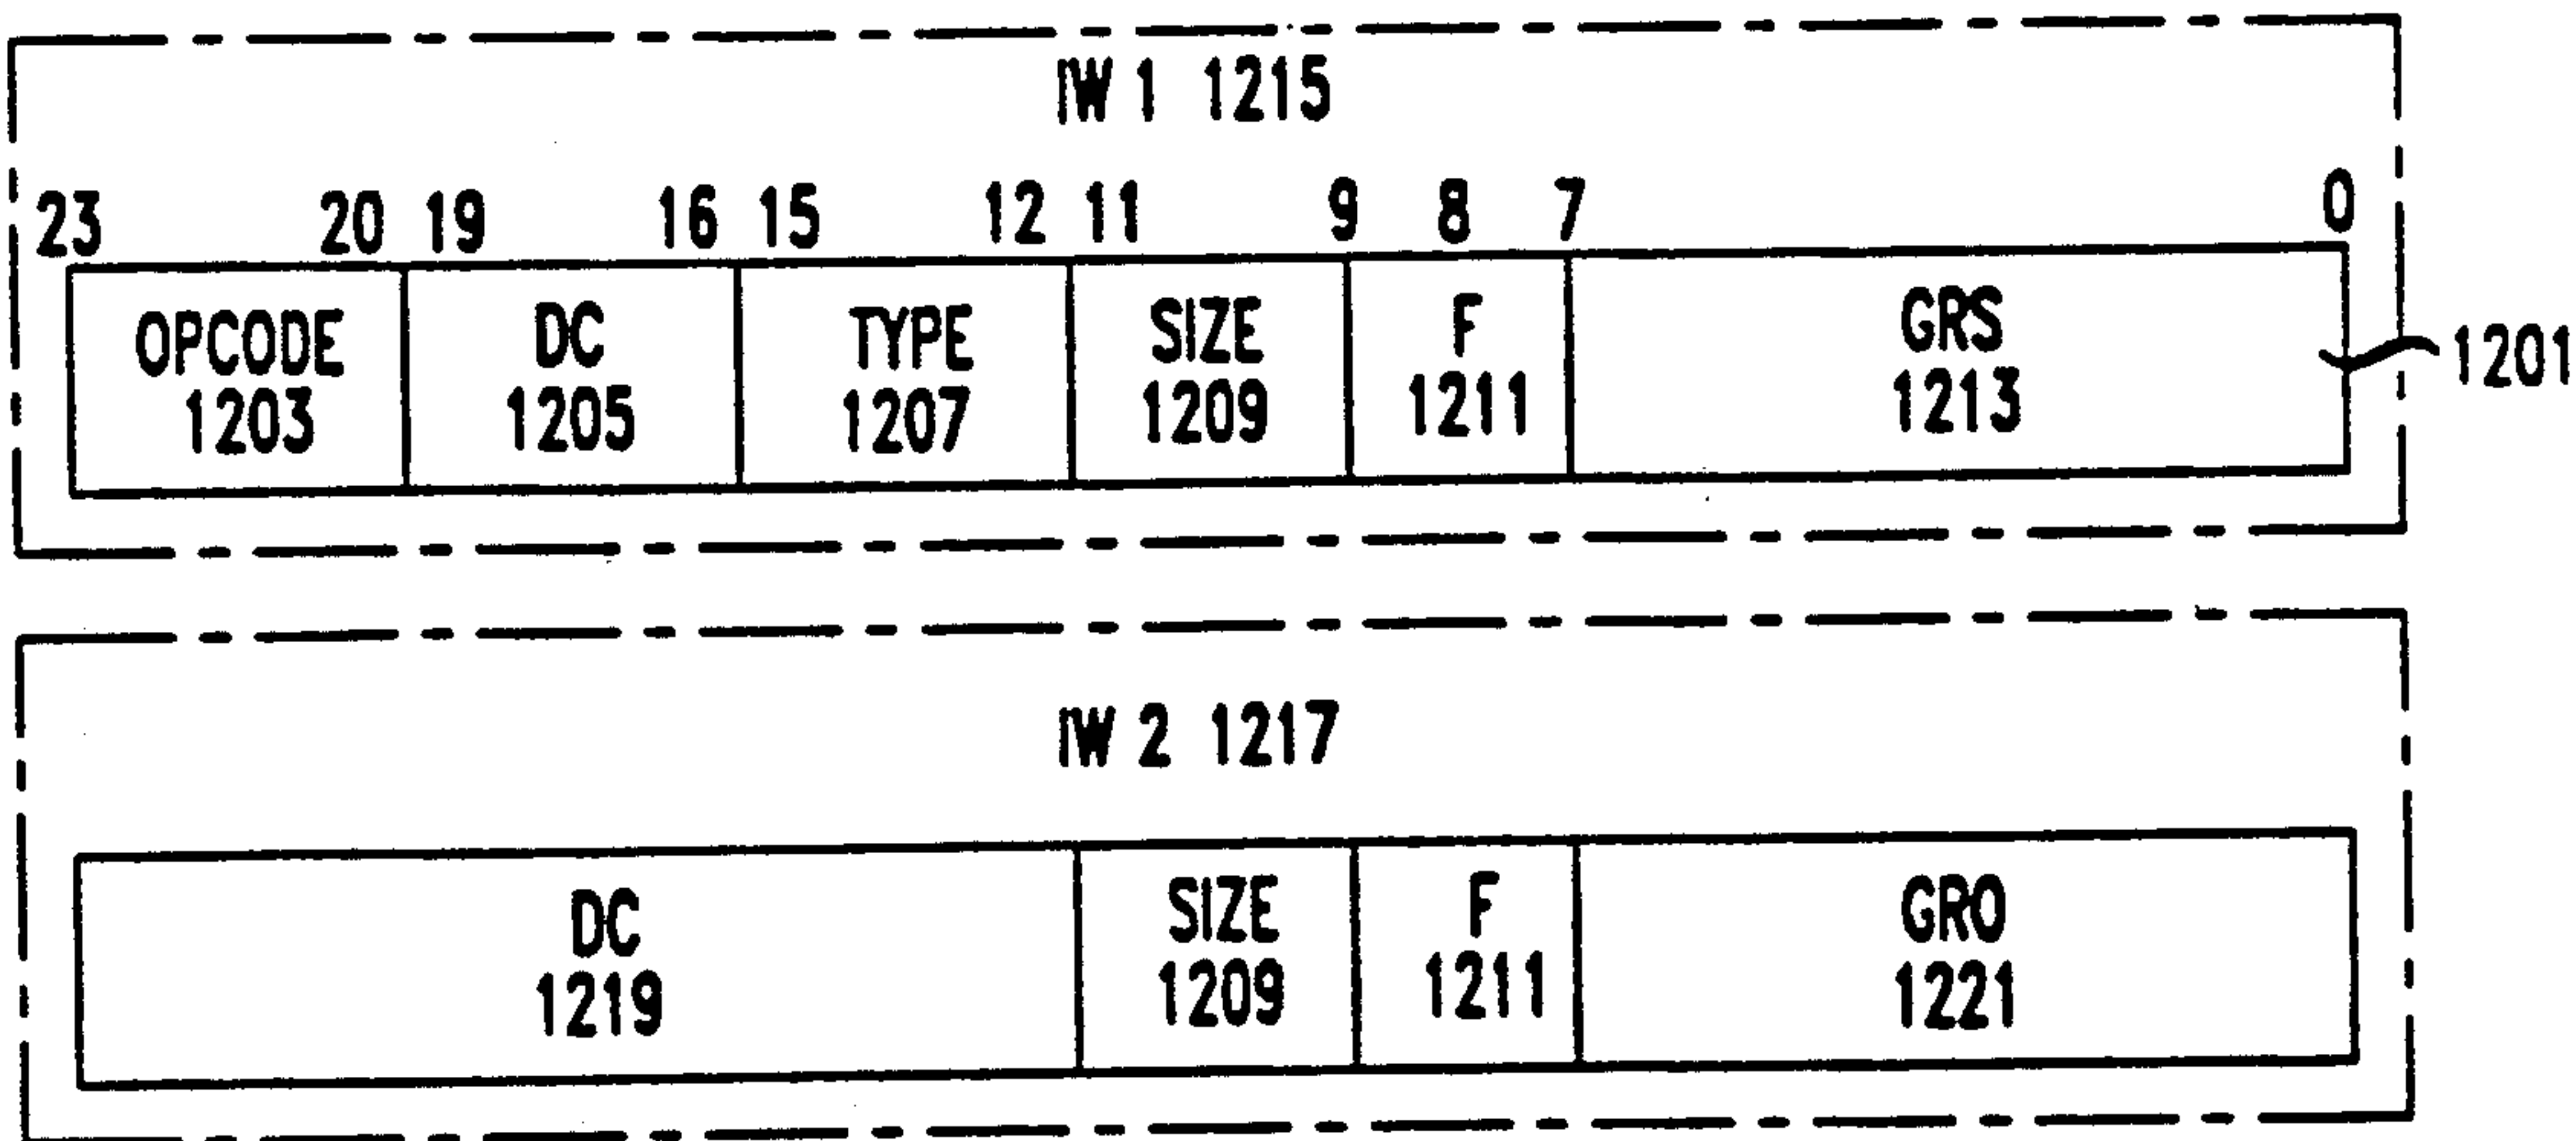 IW 1 1215
23 20 19 16 15 12 11 9 8 7 0
OPCODE DC TYPE SIZE F GRS
1203 1205 1207 1209 1211 1213
1201
IW 2 1217
DC SIZE F GRO
1219 1209 1211 1221